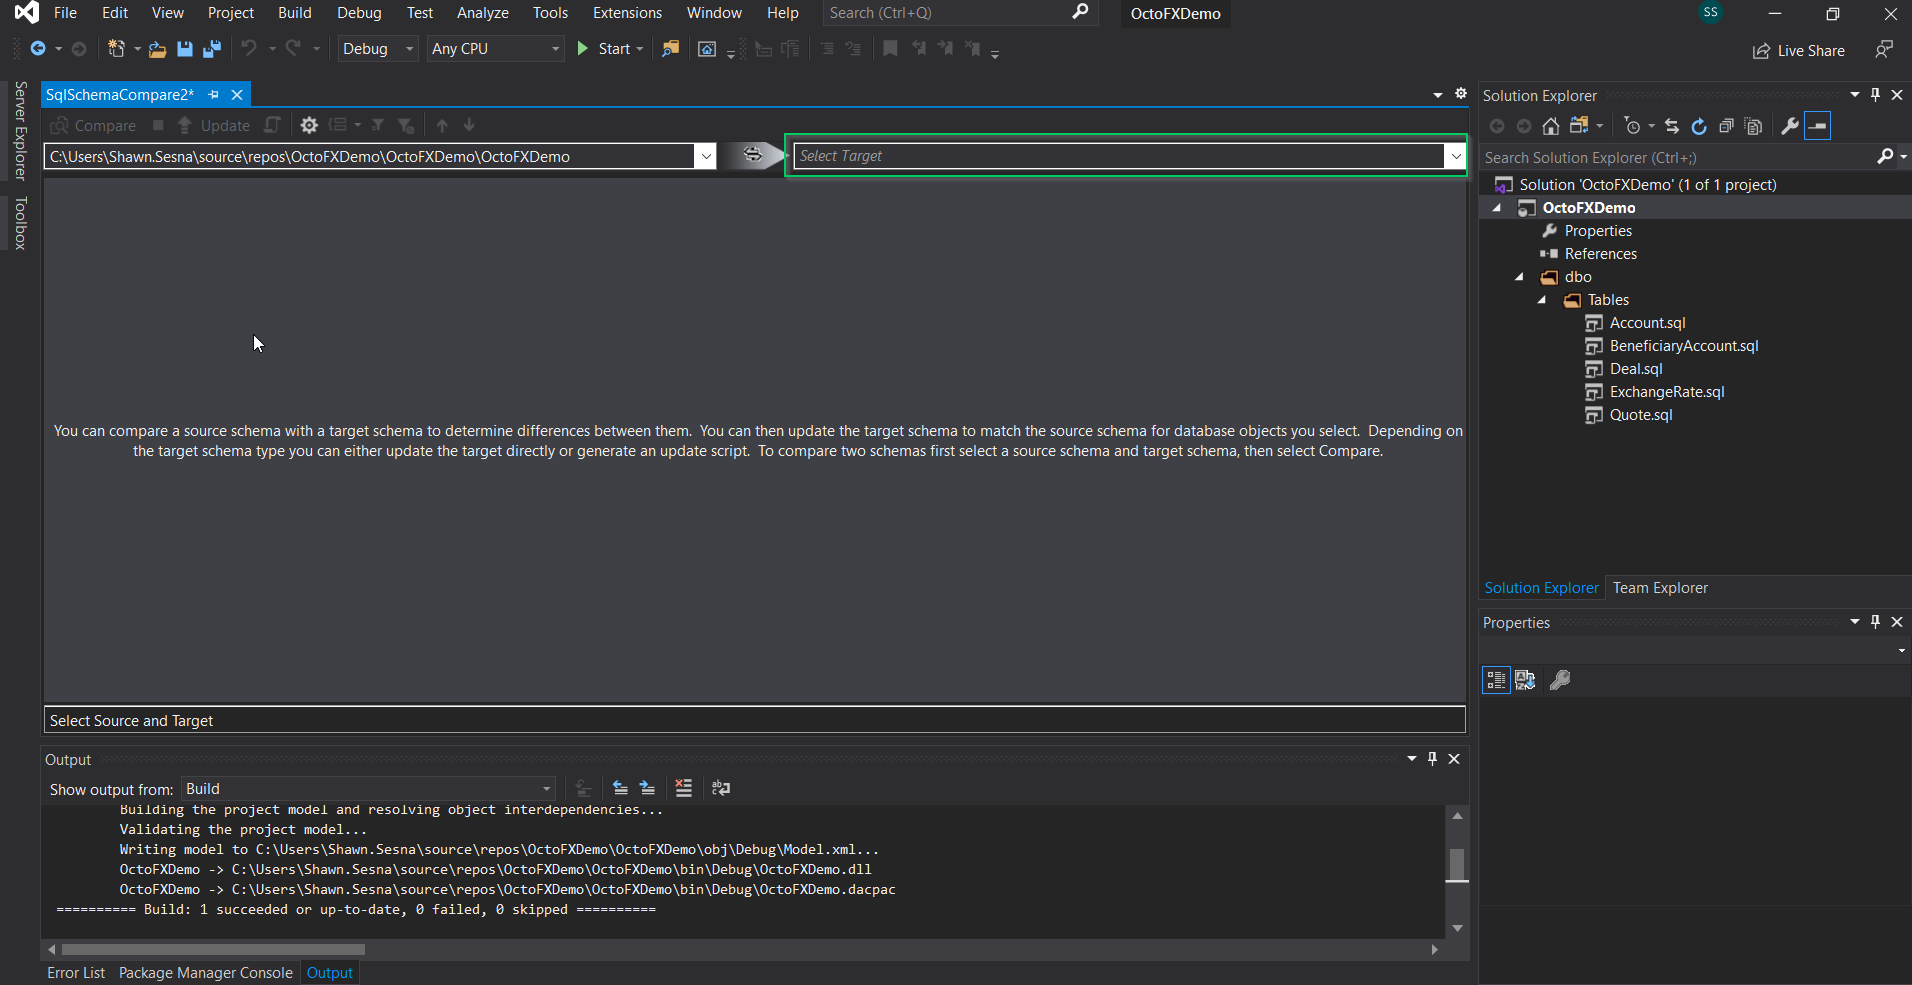 File Edit View Project Build Debug Test Analyze Tools Extensions Window Help Search (Ctrl+Q) OctoFXDemo SS
Debug Any CPU Start Live Share
Server Explorer
Toolbox
SqlSchemaCompare2*
Compare Update
C:\Users\Shawn.Sesna\source\repos\OctoFXDemo\OctoFXDemo\OctoFXDemo Select Target
You can compare a source schema with a target schema to determine differences between them. You can then update the target schema to match the source schema for database objects you select. Depending on
the target schema type you can either update the target directly or generate an update script. To compare two schemas first select a source schema and target schema, then select Compare.
Select Source and Target
Output
Show output from: Build
Building the project model and resolving object interdependencies...
Validating the project model...
Writing model to C:\Users\Shawn.Sesna\source\repos\OctoFXDemo\OctoFXDemo\obj\Debug\Model.xml...
OctoFXDemo -> C:\Users\Shawn.Sesna\source\repos\OctoFXDemo\OctoFXDemo\bin\Debug\OctoFXDemo.dll
OctoFXDemo -> C:\Users\Shawn.Sesna\source\repos\OctoFXDemo\OctoFXDemo\bin\Debug\OctoFXDemo.dacpac
========== Build: 1 succeeded or up-to-date, 0 failed, 0 skipped ==========
Error List Package Manager Console Output
Solution Explorer
Search Solution Explorer (Ctrl+;)
Solution 'OctoFXDemo' (1 of 1 project)
OctoFXDemo
Properties
References
dbo
Tables
Account.sql
BeneficiaryAccount.sql
Deal.sql
ExchangeRate.sql
Quote.sql
Solution Explorer Team Explorer
Properties